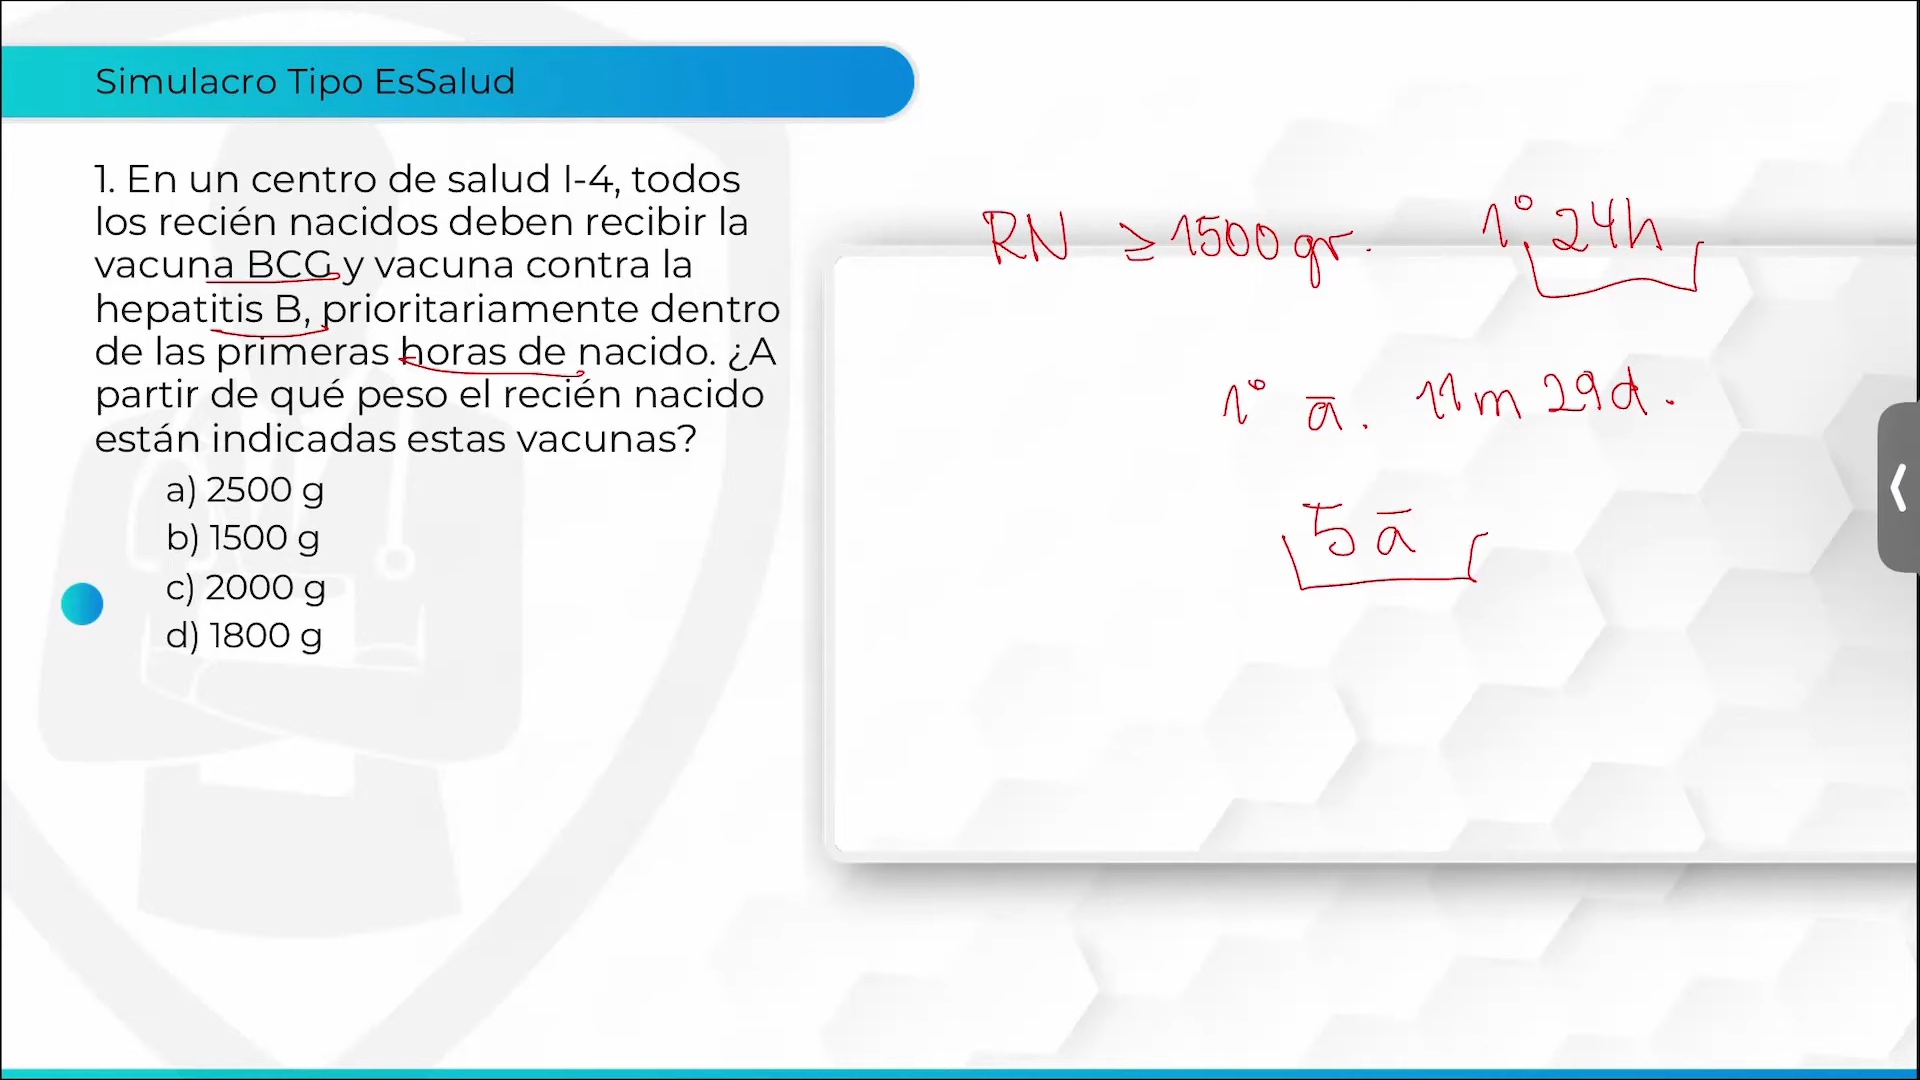 Simulacro Tipo EsSalud
1. En un centro de salud I-4, todos
los recién nacidos deben recibir la
vacuna BCG y vacuna contra la
hepatitis B, prioritariamente dentro
de las primeras horas de nacido. ¿A
partir de qué peso el recién nacido
están indicadas estas vacunas?
a) 2500 g
b) 1500 g
c) 2000 g
d) 1800 g
RN ≥ 1500 gr. 1° 24h
1° ā. 11m 29d.
5 ā